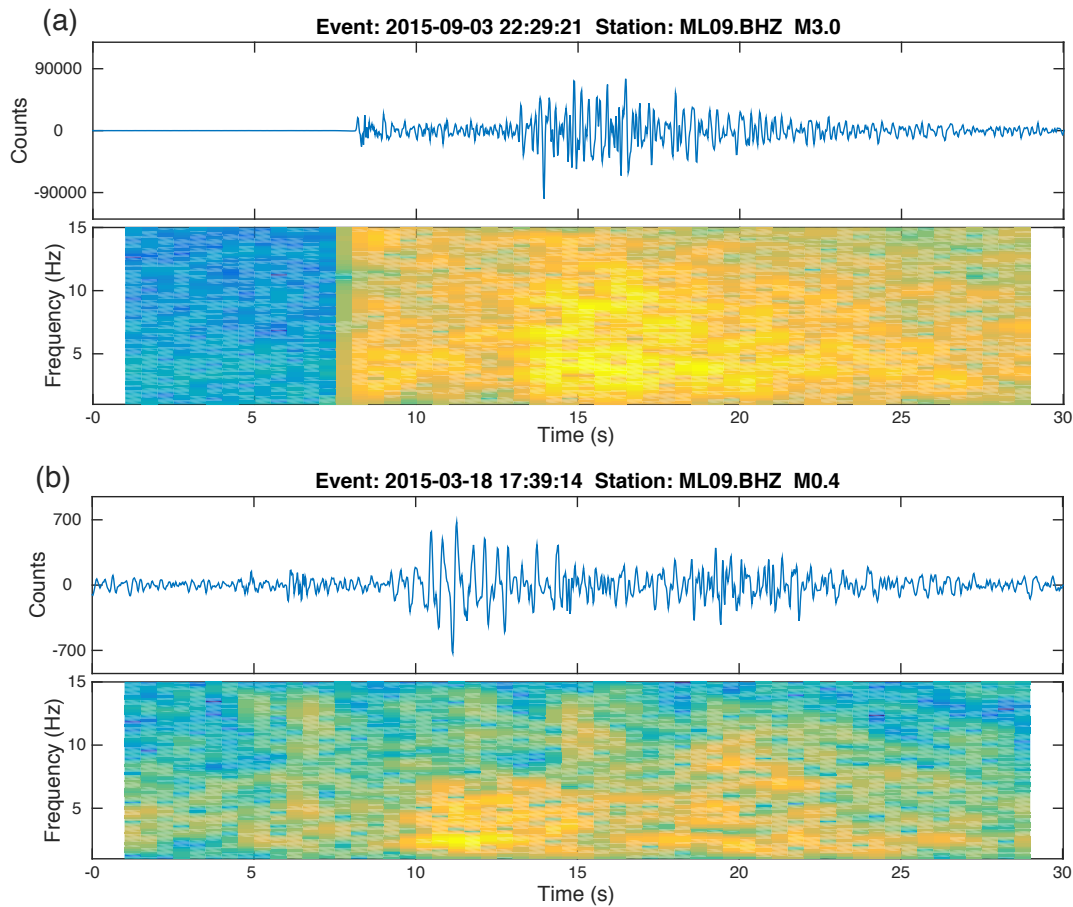 (a)
Event: 2015-09-03 22:29:21 Station: ML09.BHZ M3.0
90000
0
-90000
Counts
15
10
5
Frequency (Hz)
-0 5 10 15 20 25 30
Time (s)
(b)
Event: 2015-03-18 17:39:14 Station: ML09.BHZ M0.4
700
0
-700
Counts
15
10
5
Frequency (Hz)
-0 5 10 15 20 25 30
Time (s)